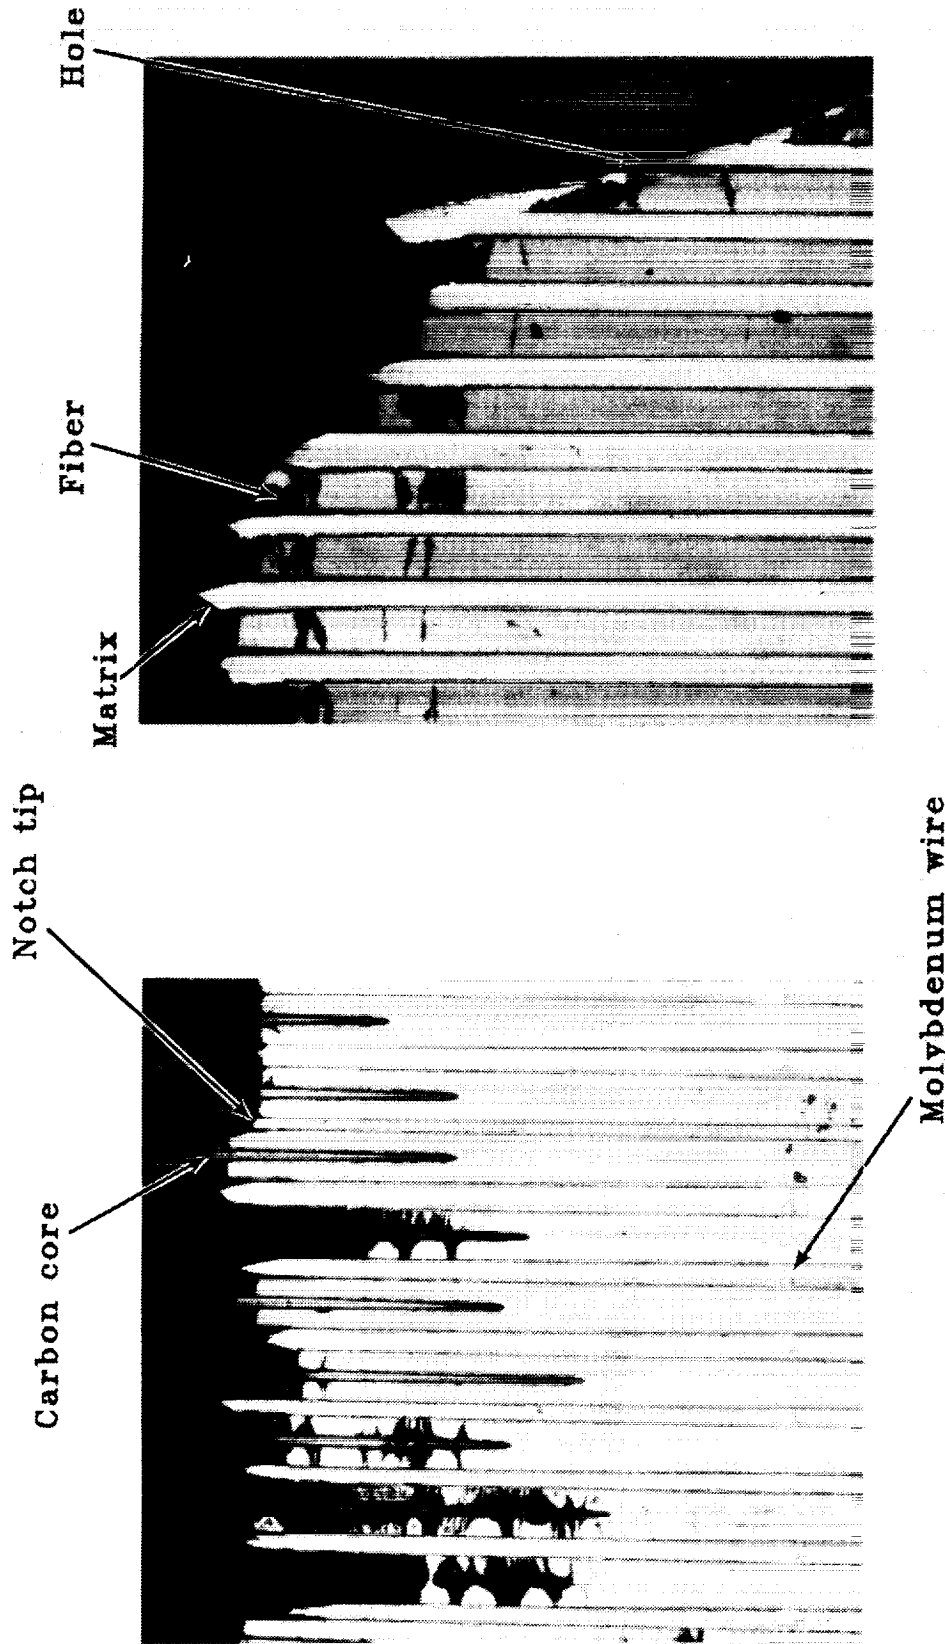 Hole
Fiber
Matrix
Notch tip
Carbon core
Molybdenum wire